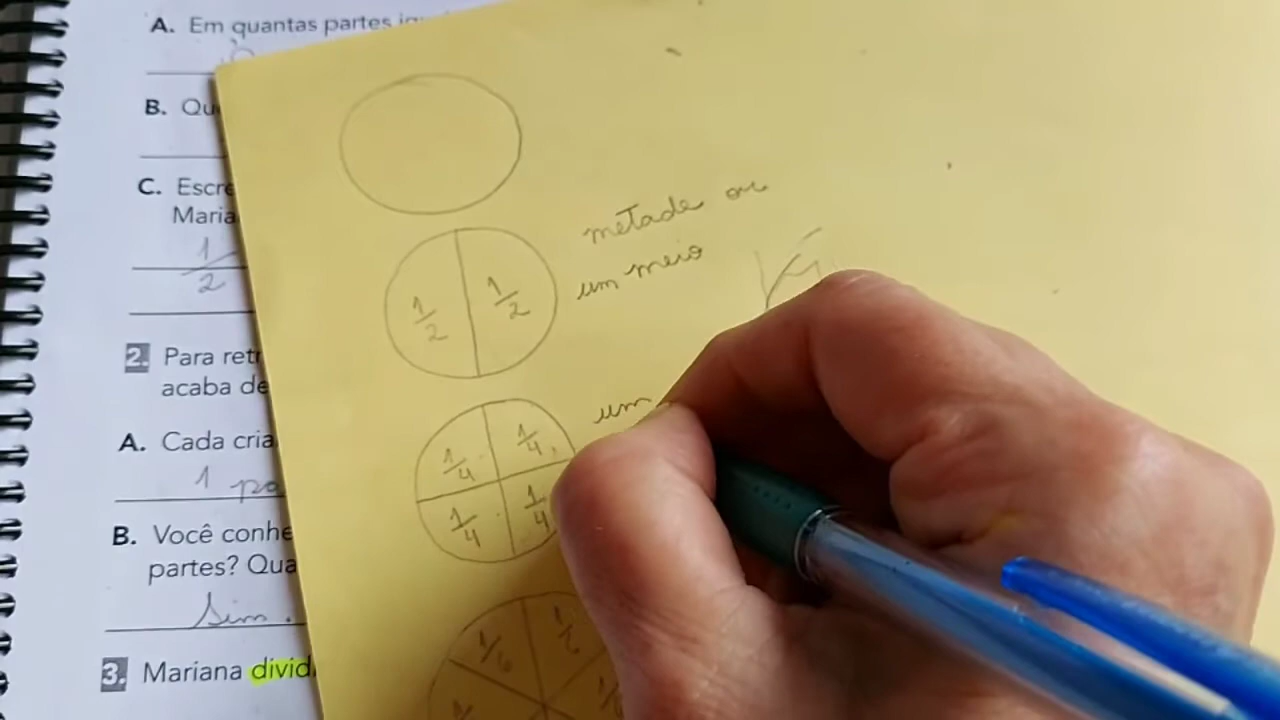 A. Em quantas partes
B.
C. Escre
Maria
1/2
2. Para retr
acaba de
A. Cada cria
1 pa
B. Você conhe
partes? Qua
Sim.
3. Mariana divid
metade ou
um meio
1/2 1/2
um
1/4 1/4
1/4 1/4
1/6 1/6